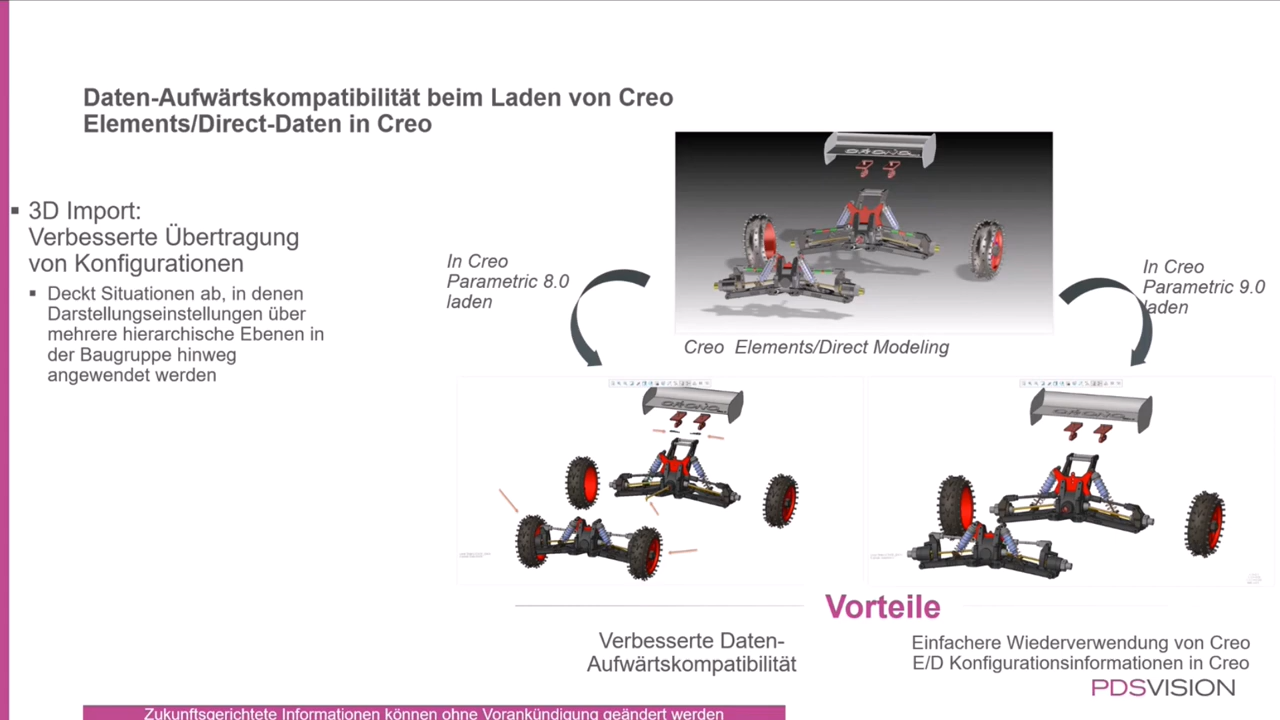 Daten-Aufwärtskompatibilität beim Laden von Creo
Elements/Direct-Daten in Creo
3D Import:
Verbesserte Übertragung
von Konfigurationen
Deckt Situationen ab, in denen
Darstellungseinstellungen über
mehrere hierarchische Ebenen in
der Baugruppe hinweg
angewendet werden
In Creo
Parametric 8.0
laden
Creo Elements/Direct Modeling
In Creo
Parametric 9.0
laden
Vorteile
Verbesserte Daten-
Aufwärtskompatibilität
Einfachere Wiederverwendung von Creo
E/D Konfigurationsinformationen in Creo
PDSVISION
Zukunftsgerichtete Informationen können ohne Vorankündigung geändert werden